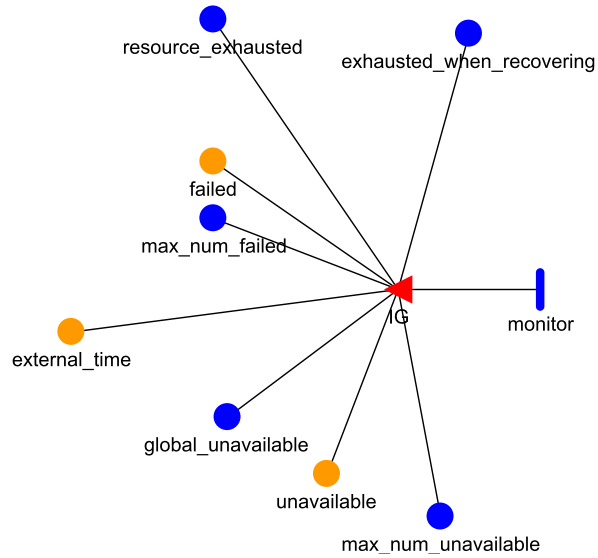 resource_exhausted
exhausted_when_recovering
failed
max_num_failed
IG
monitor
external_time
global_unavailable
unavailable
max_num_unavailable